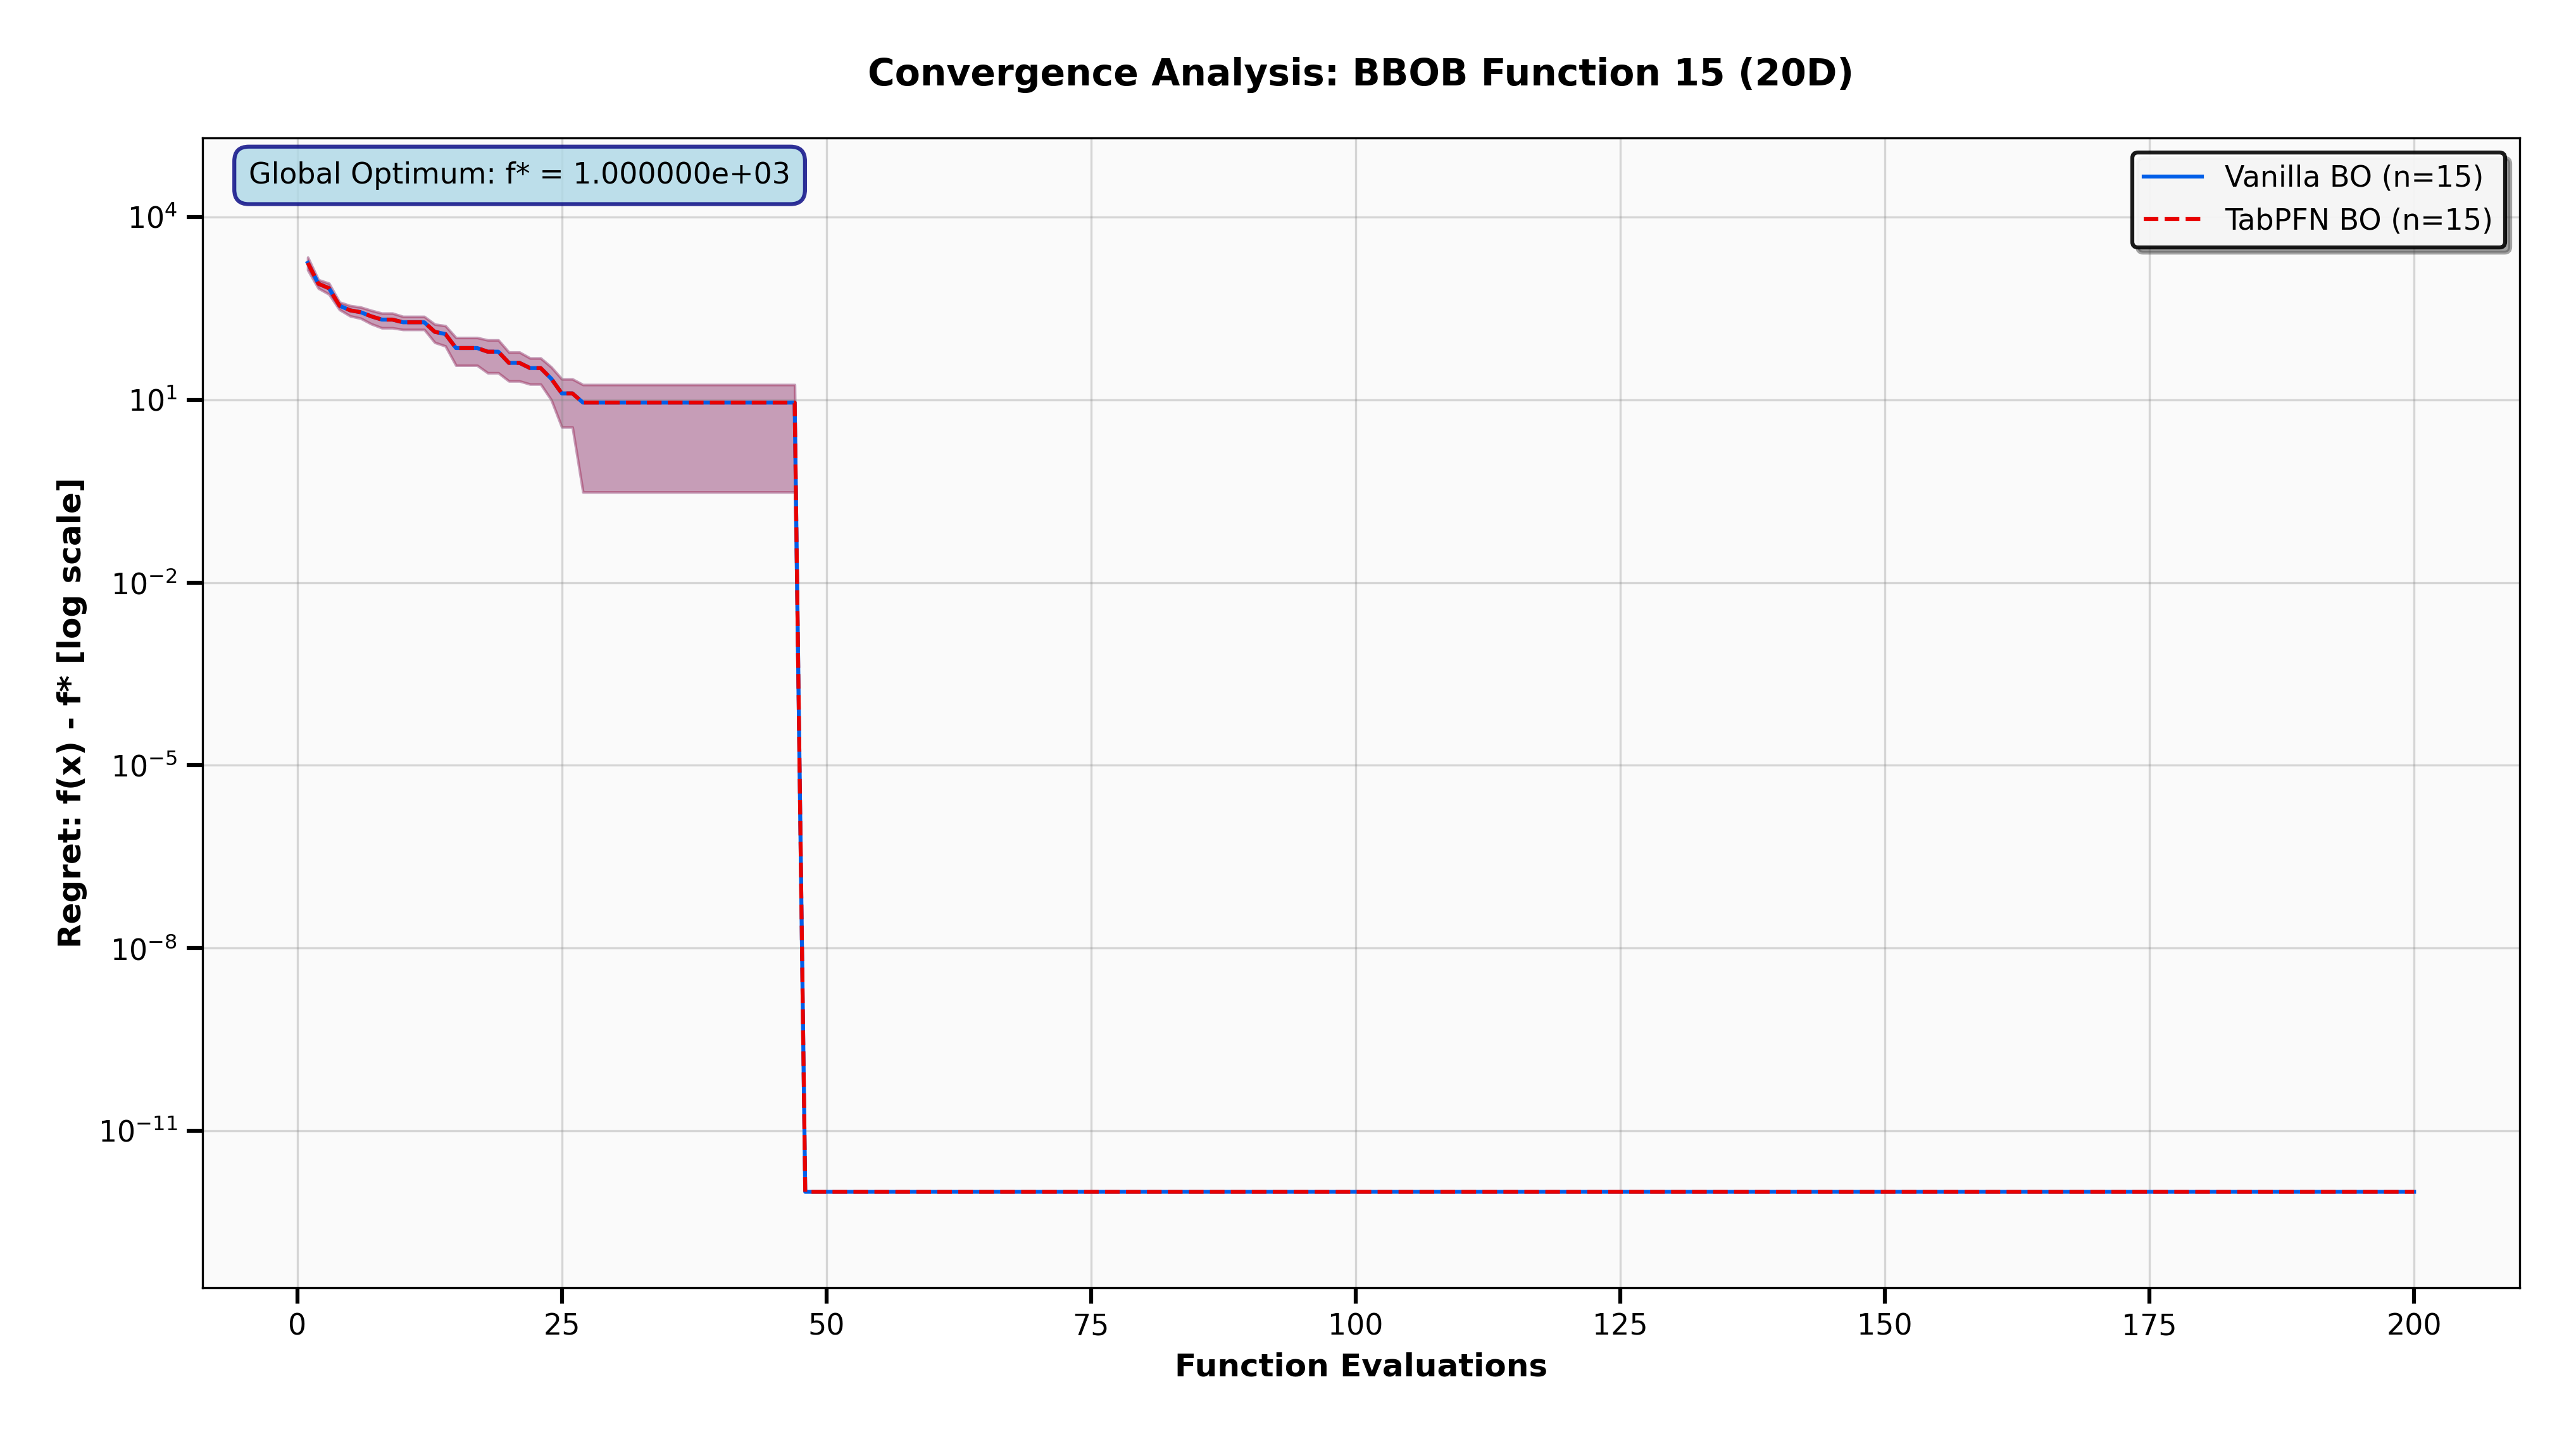 Convergence Analysis: BBOB Function 15 (20D)
Global Optimum: f* = 1.000000e+03
Vanilla BO (n=15)
TabPFN BO (n=15)
Regret: f(x) - f* [log scale]
10⁴
10¹
10⁻²
10⁻⁵
10⁻⁸
10⁻¹¹
0 25 50 75 100 125 150 175 200
Function Evaluations